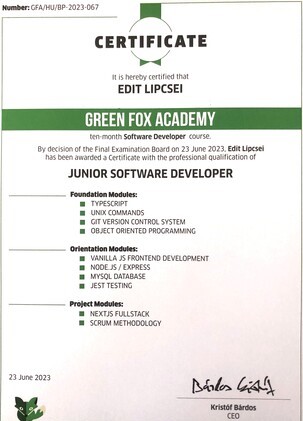 Number: GFA/HU/BP-2023-067
CERTIFICATE
It is hereby certified that
EDIT LIPCSEI
GREEN FOX ACADEMY
ten-month Software Developer course.
By decision of the Final Examination Board on 23 June 2023, Edit Lipcsei
has been awarded a Certificate with the professional qualification of
JUNIOR SOFTWARE DEVELOPER
Foundation Modules:
TYPESCRIPT
UNIX COMMANDS
GIT VERSION CONTROL SYSTEM
OBJECT ORIENTED PROGRAMMING
Orientation Modules:
VANILLA JS FRONTEND DEVELOPMENT
NODE.JS / EXPRESS
MYSQL DATABASE
JEST TESTING
Project Modules:
NEXTJS FULLSTACK
SCRUM METHODOLOGY
23 June 2023
Bárdos Kristóf
Kristóf Bárdos
CEO